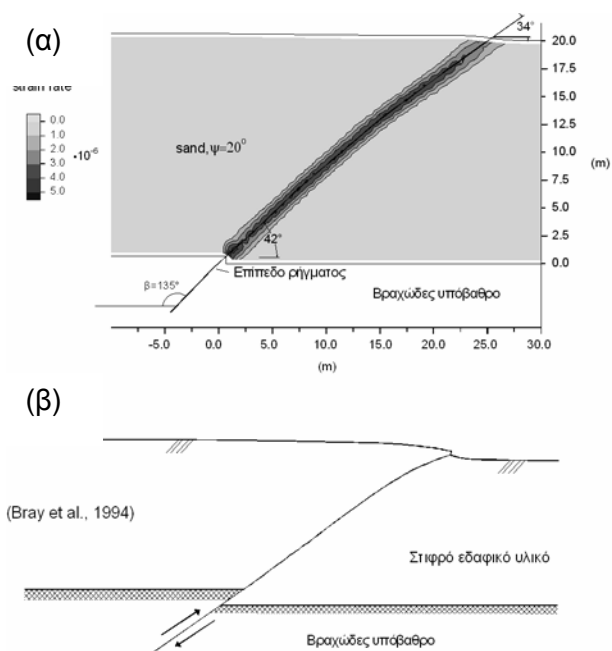 (α)
34°
strain rate
0.0
1.0
2.0
3.0
4.0
5.0
•10⁻⁶
sand, ψ=20°
20.0
17.5
15.0
12.5
10.0
7.5
5.0
2.5
0.0
(m)
42°
Επίπεδο ρήγματος
β=135°
Βραχώδες υπόβαθρο
-5.0 0.0 5.0 10.0 15.0 20.0 25.0 30.0
(m)
(β)
(Bray et al., 1994)
Στιφρό εδαφικό υλικό
Βραχώδες υπόβαθρο